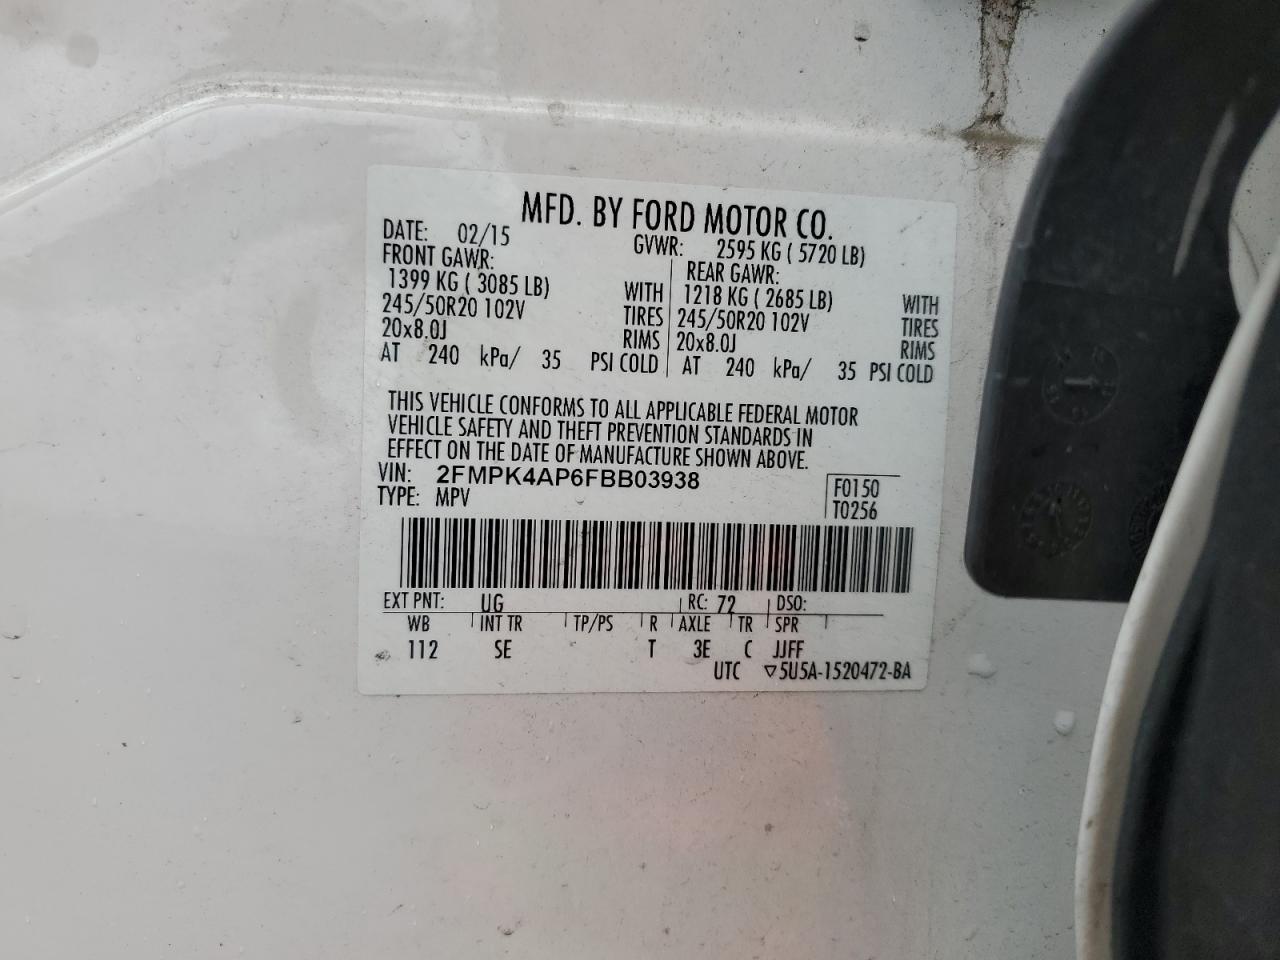 MFD. BY FORD MOTOR CO.
DATE: 02/15 GVWR: 2595 KG ( 5720 LB)
FRONT GAWR: REAR GAWR:
1399 KG ( 3085 LB) WITH 1218 KG ( 2685 LB) WITH
245/50R20 102V TIRES 245/50R20 102V TIRES
20x8.0J RIMS 20x8.0J RIMS
AT 240 kPa/ 35 PSI COLD AT 240 kPa/ 35 PSI COLD
THIS VEHICLE CONFORMS TO ALL APPLICABLE FEDERAL MOTOR
VEHICLE SAFETY AND THEFT PREVENTION STANDARDS IN
EFFECT ON THE DATE OF MANUFACTURE SHOWN ABOVE.
VIN: 2FMPK4AP6FBB03938 F0150
TYPE: MPV T0256
EXT PNT: UG RC: 72 DSO:
WB INT TR TP/PS R AXLE TR SPR
112 SE T 3E C JJFF
UTC ▽5U5A-1520472-BA